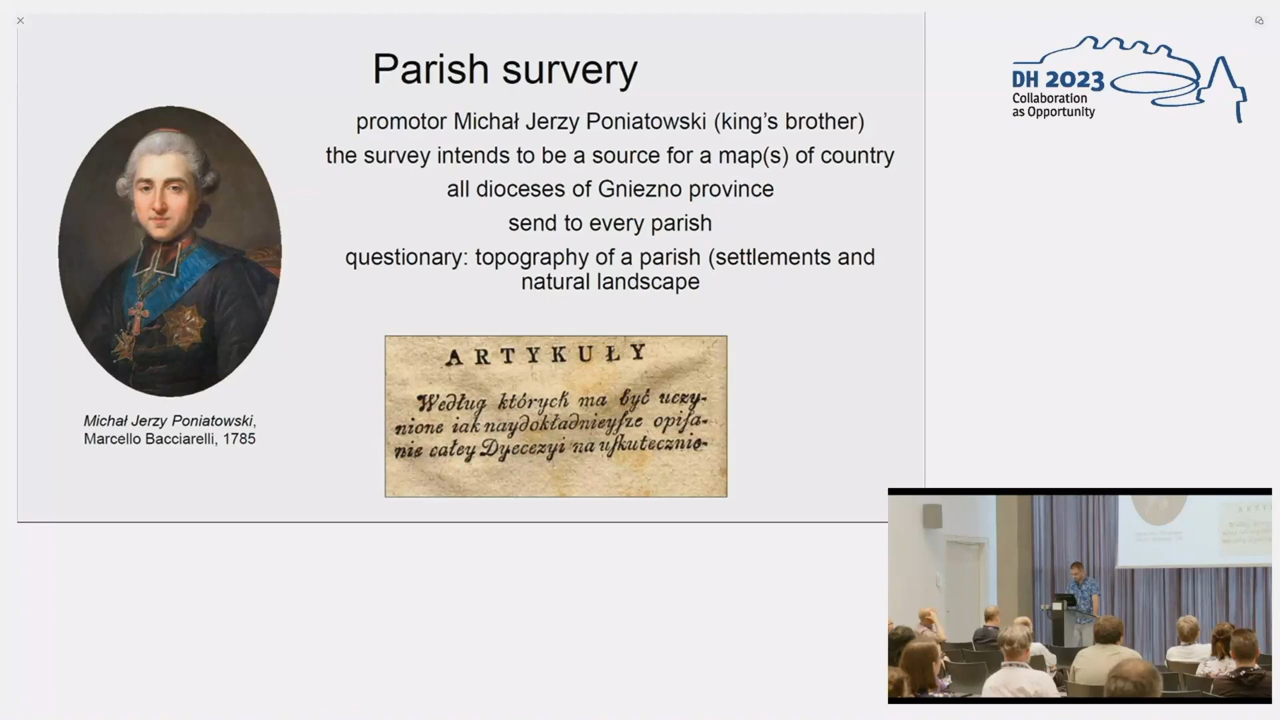 Parish survery
promotor Michał Jerzy Poniatowski (king's brother)
the survey intends to be a source for a map(s) of country
all dioceses of Gniezno province
send to every parish
questionary: topography of a parish (settlements and
natural landscape
Michał Jerzy Poniatowski,
Marcello Bacciarelli, 1785
ARTYKUŁY
Według których ma być uczy-
nione iak naydokładnieyſze opiſa-
nie całey Dyecezyi na uſkutecznio-
DH 2023
Collaboration
as Opportunity